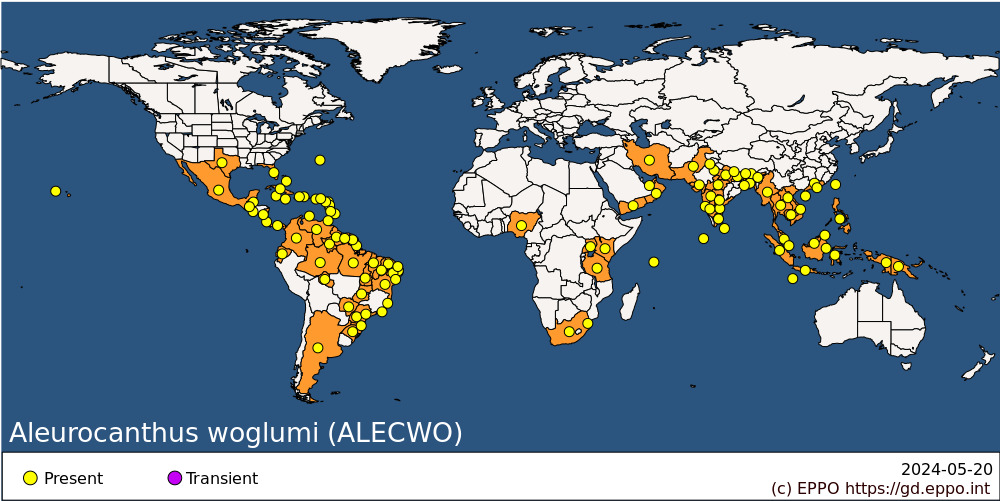 Aleurocanthus woglumi (ALECWO)
Present
Transient
2024-05-20
(c) EPPO https://gd.eppo.int